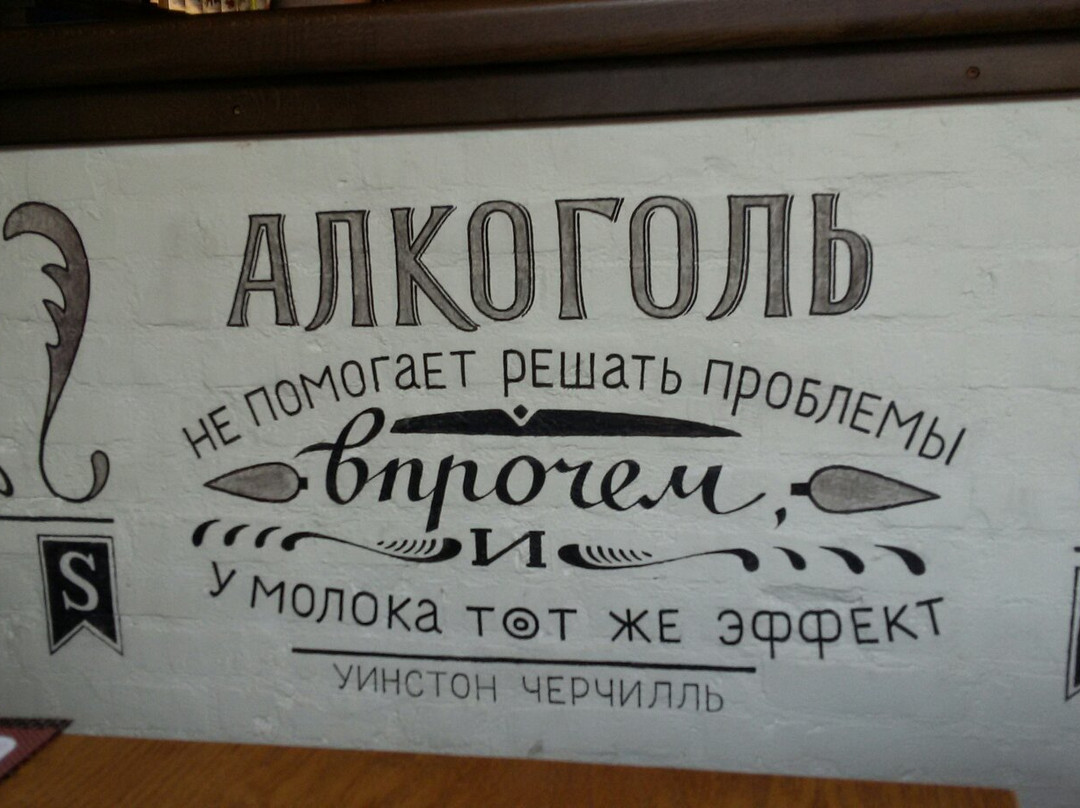 АЛКОГОЛЬ
НЕ ПОМОГАЕТ РЕШАТЬ ПРОБЛЕМЫ
впрочем,
И
У МОЛОКА ТОТ ЖЕ ЭФФЕКТ
УИНСТОН ЧЕРЧИЛЛЬ
S